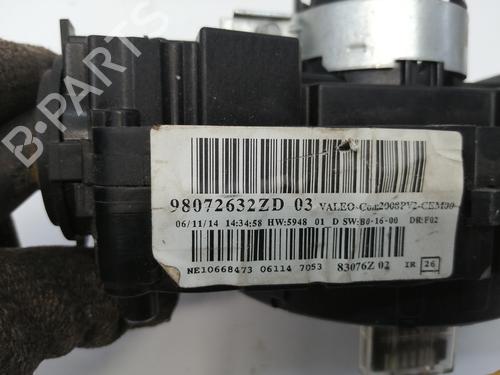 B-PARTS
98072632ZD 03 VALEO-Com2008PV2-CEM00
06/11/14 14:34:58 HW:5948 01 D SW:B0-16-00 DR:F02
NE10668473 06114 7053 83076Z 02 IR 26